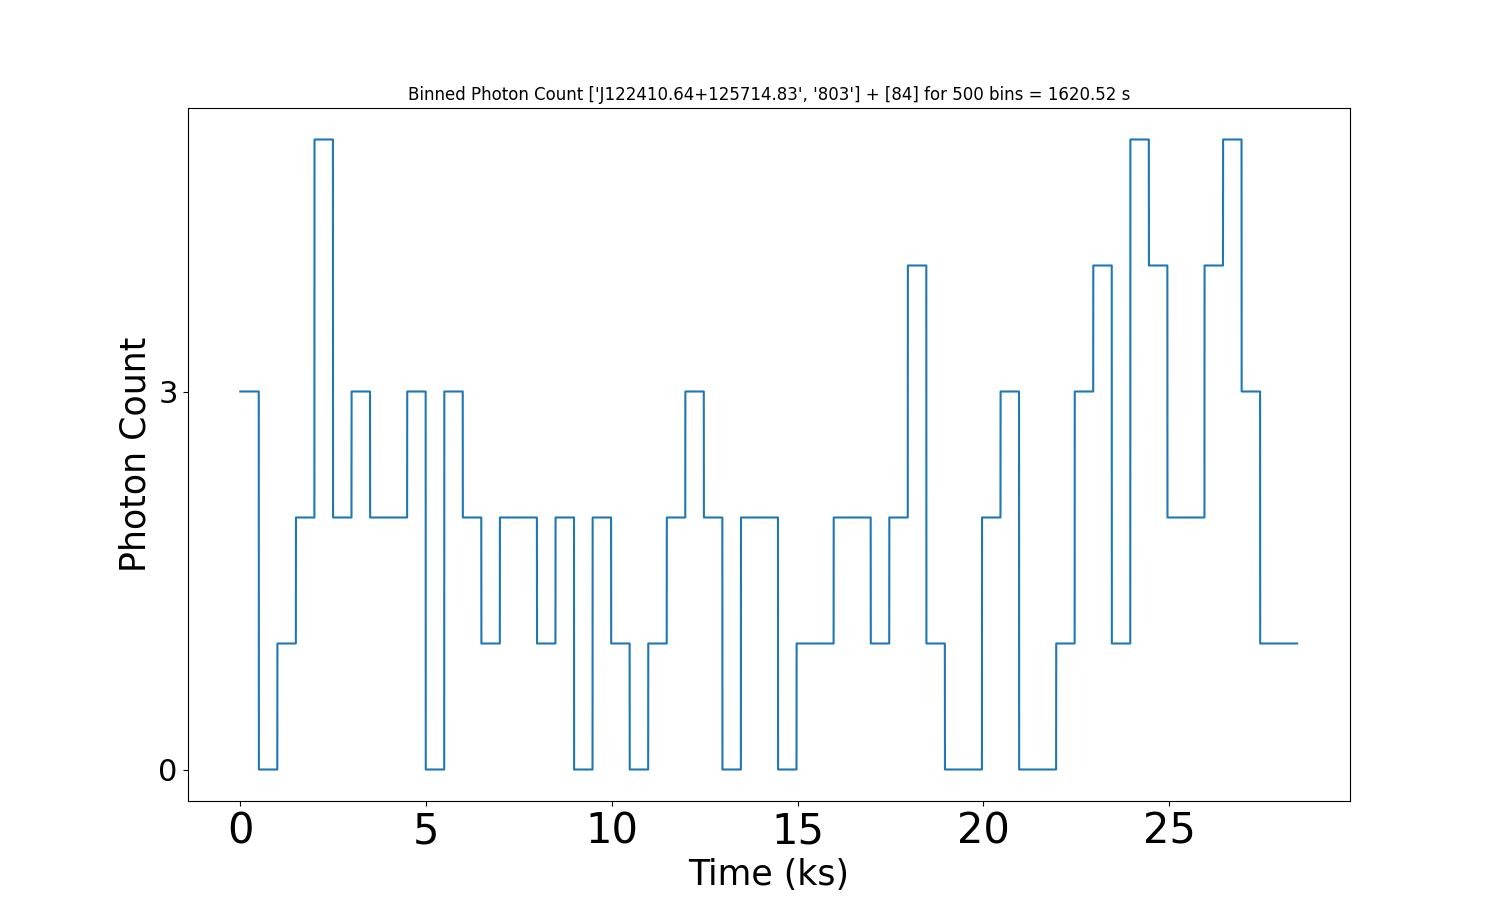 Binned Photon Count ['J122410.64+125714.83', '803'] + [84] for 500 bins = 1620.52 s
Photon Count
3
0
0 5 10 15 20 25
Time (ks)